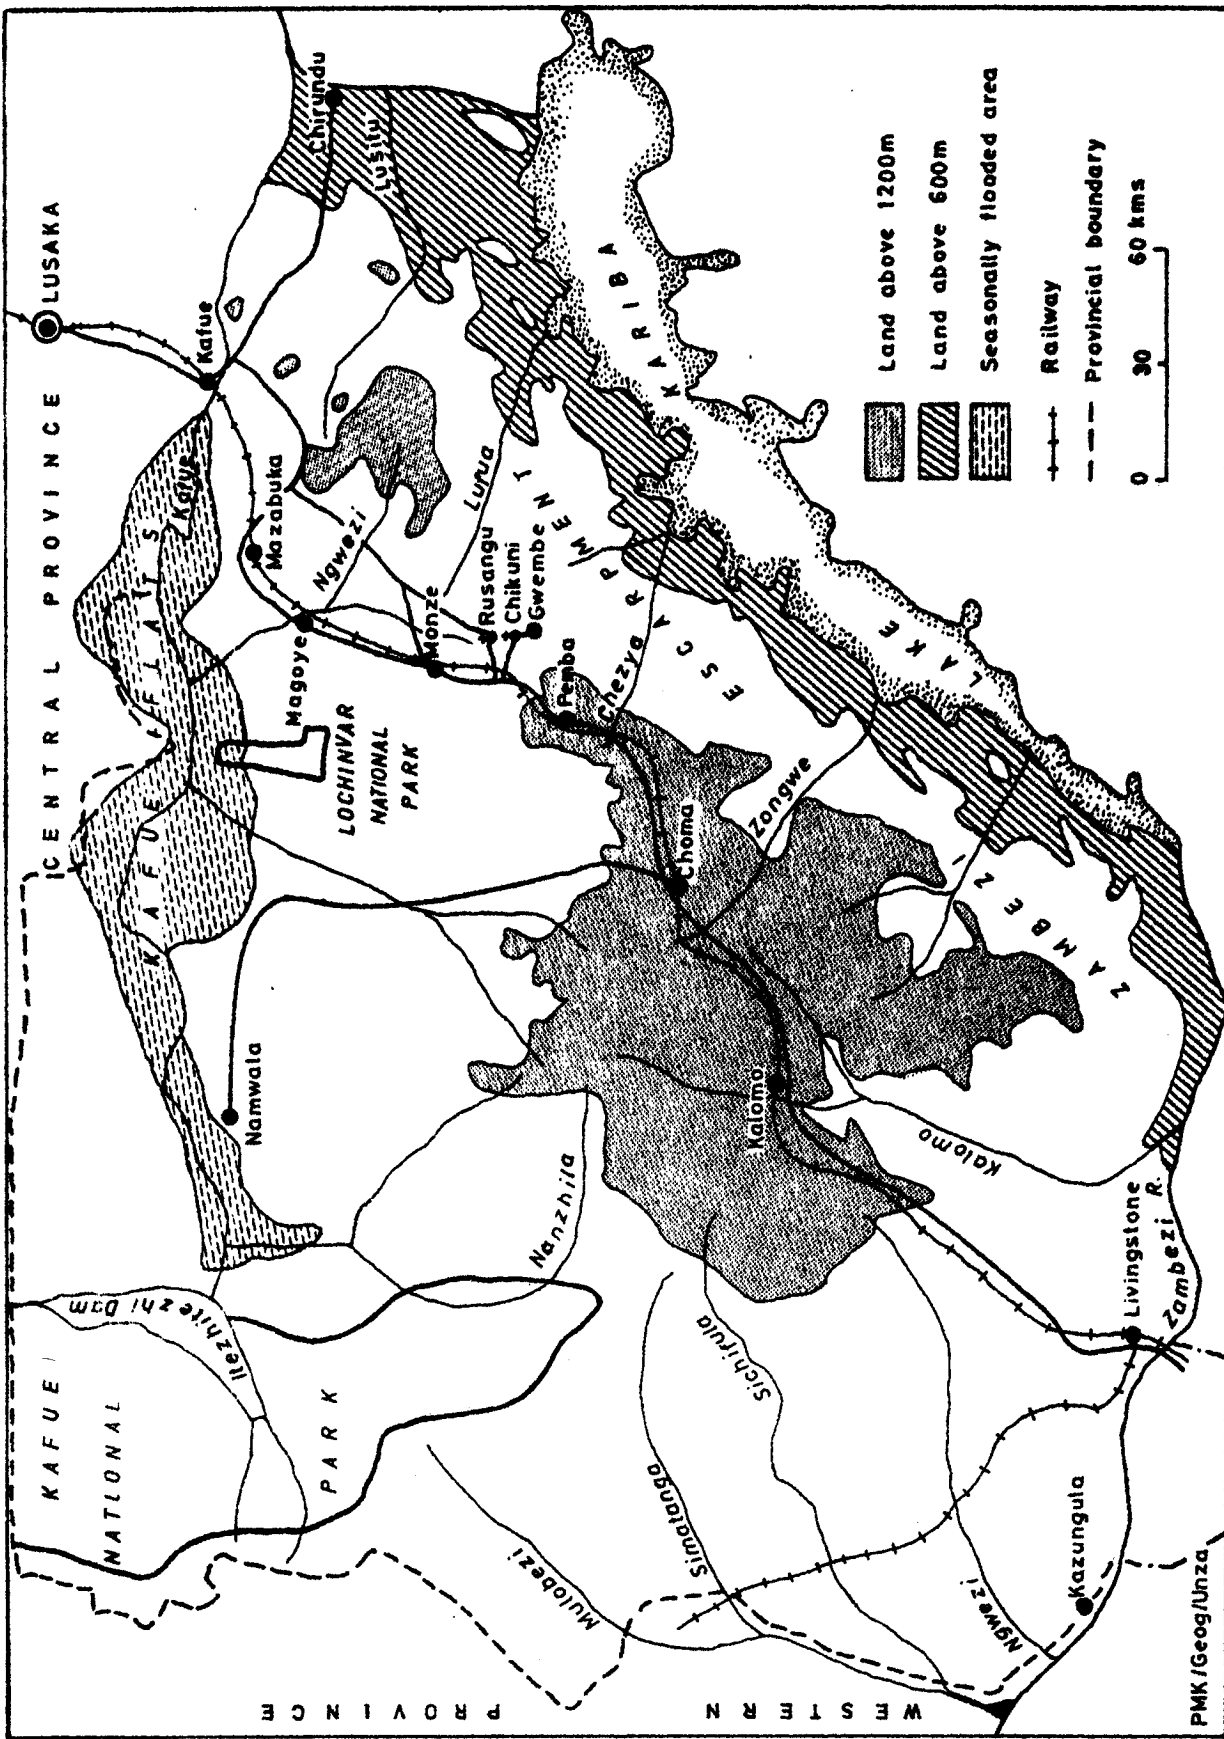 CENTRAL PROVINCE
LUSAKA
Kafue
KAFUE FLATS
Kafue
Chirundu
Lusitu
Mazabuka
Ngwezi
Magoye
Monze
Lufua
Rusangu
Chikuni
Gwembe
LOCHINVAR
NATIONAL
PARK
Pemba
Chezya
Choma
Zongwe
ZAMBEZI
ESCARPMENT
LAKE KARIBA
Namwala
Nanzhila
Itezhitezhi Dam
KAFUE
NATLONAL
PARK
Kalomo
Kalomo
Sichifula
Simatanga
Mulobezi
Ngwezi
Livingstone
Zambezi R.
Kazungula
WESTERN PROVINCE
Land above 1200m
Land above 600m
Seasonally flooded area
Railway
Provincial boundary
0 30 60 kms
PMK/Geog/Unza